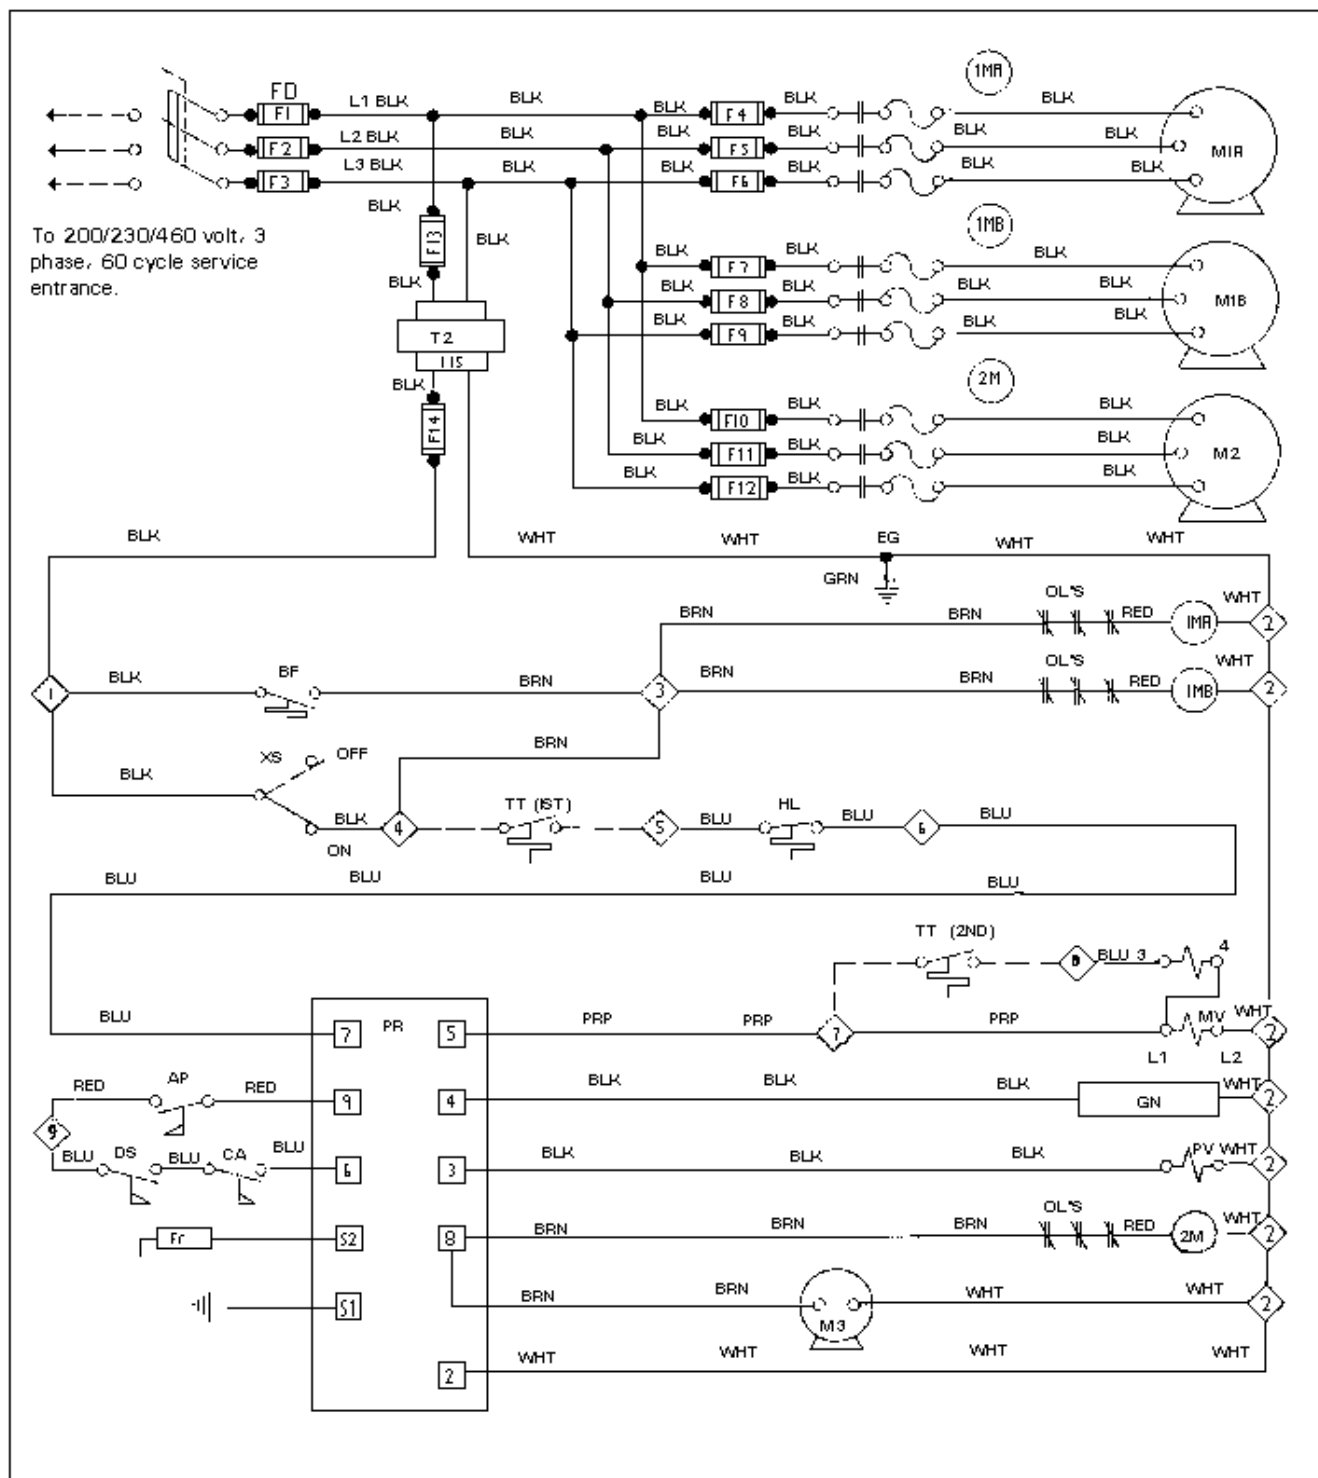 1MA
FD
L1 BLK BLK BLK BLK BLK BLK
F1 F4
L2 BLK BLK BLK BLK BLK BLK BLK
F2 F5 M1A
L3 BLK BLK BLK BLK BLK BLK
F3 F6
To 200/230/460 volt, 3
phase, 60 cycle service
entrance.
BLK F13 BLK
1MB
BLK BLK BLK BLK
F7
BLK BLK BLK BLK BLK
F8 M1B
BLK BLK BLK BLK
F9
T2
115
2M
BLK F14
BLK BLK BLK
F10
BLK BLK BLK
F11 M2
BLK BLK BLK
F12
BLK WHT WHT EG WHT WHT
GRN
BRN BRN OL'S RED 1MA WHT 2
1 BLK BF BRN 3 BRN BRN OL'S RED 1MB WHT 2
XS OFF BRN
BLK
ON BLK 4 TT (1ST) 5 BLU HL BLU 6 BLU
BLU BLU BLU BLU
TT (2ND) 8 BLU 3 4
BLU 7 PR 5 PRP PRP 7 PRP MV WHT 2
L1 L2
RED AP RED 9 4 BLK BLK BLK GN WHT 2
9
BLU DS BLU CA BLU 6 3 BLK BLK BLK PV WHT 2
S2 8 BRN BRN BRN OL'S RED 2M WHT 2
S1 BRN BRN M3 WHT WHT 2
2 WHT WHT WHT WHT